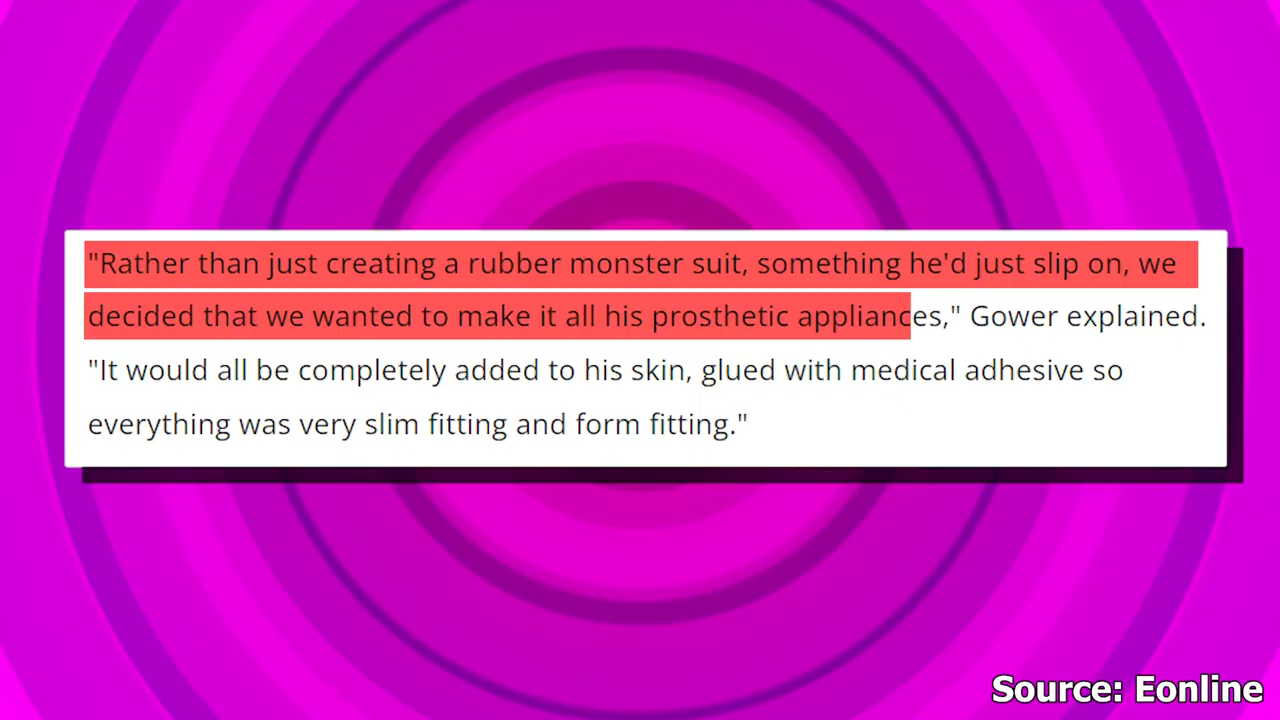 "Rather than just creating a rubber monster suit, something he'd just slip on, we
decided that we wanted to make it all his prosthetic appliances," Gower explained.
"It would all be completely added to his skin, glued with medical adhesive so
everything was very slim fitting and form fitting."
Source: Eonline